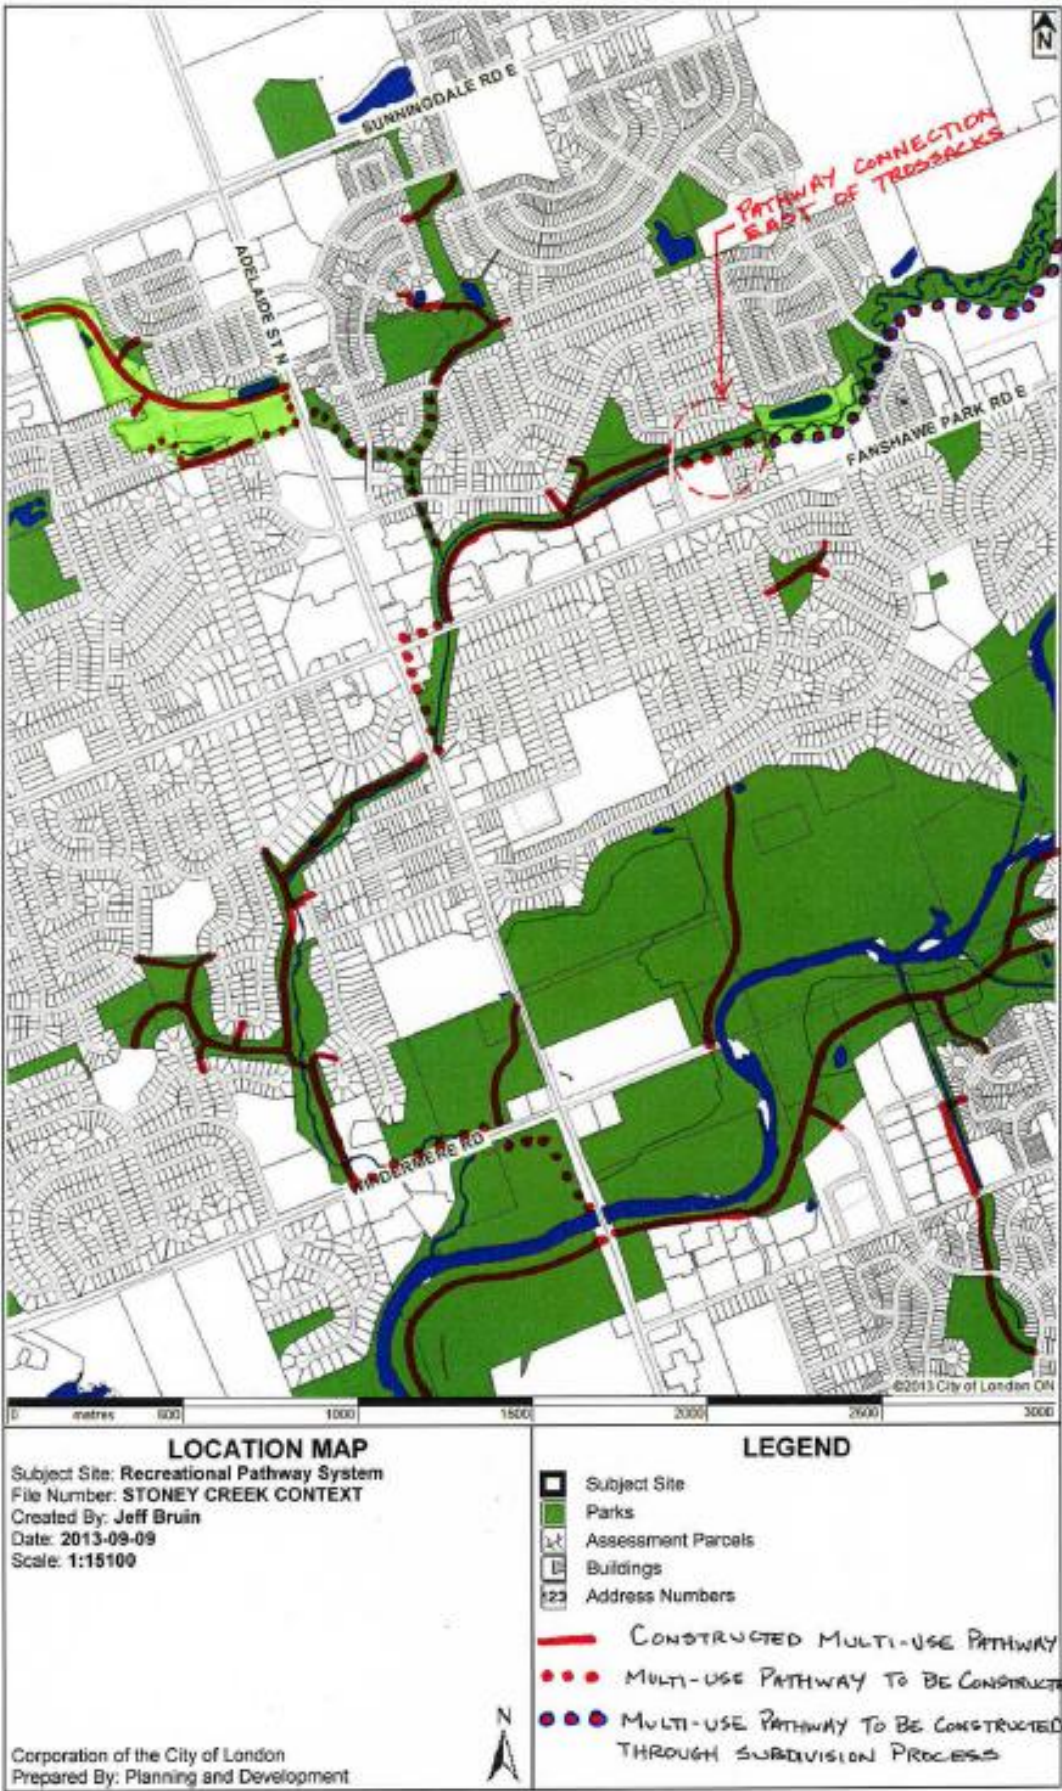 N
SUNNINGDALE RD E
PATHWAY CONNECTION
EAST OF TROSSACKS.
ADELAIDE ST N
FANSHAWE PARK RD E
WINDERMERE RD
©2013 City of London ON
0 metres 500 1000 1500 2000 2500 3000
LOCATION MAP
Subject Site: Recreational Pathway System
File Number: STONEY CREEK CONTEXT
Created By: Jeff Bruin
Date: 2013-09-09
Scale: 1:15100
Corporation of the City of London
Prepared By: Planning and Development
N
LEGEND
Subject Site
Parks
Assessment Parcels
Buildings
123 Address Numbers
CONSTRUCTED MULTI-USE PATHWAY
MULTI-USE PATHWAY TO BE CONSTRUCTE
MULTI-USE PATHWAY TO BE CONSTRUCTED
THROUGH SUBDIVISION PROCESS